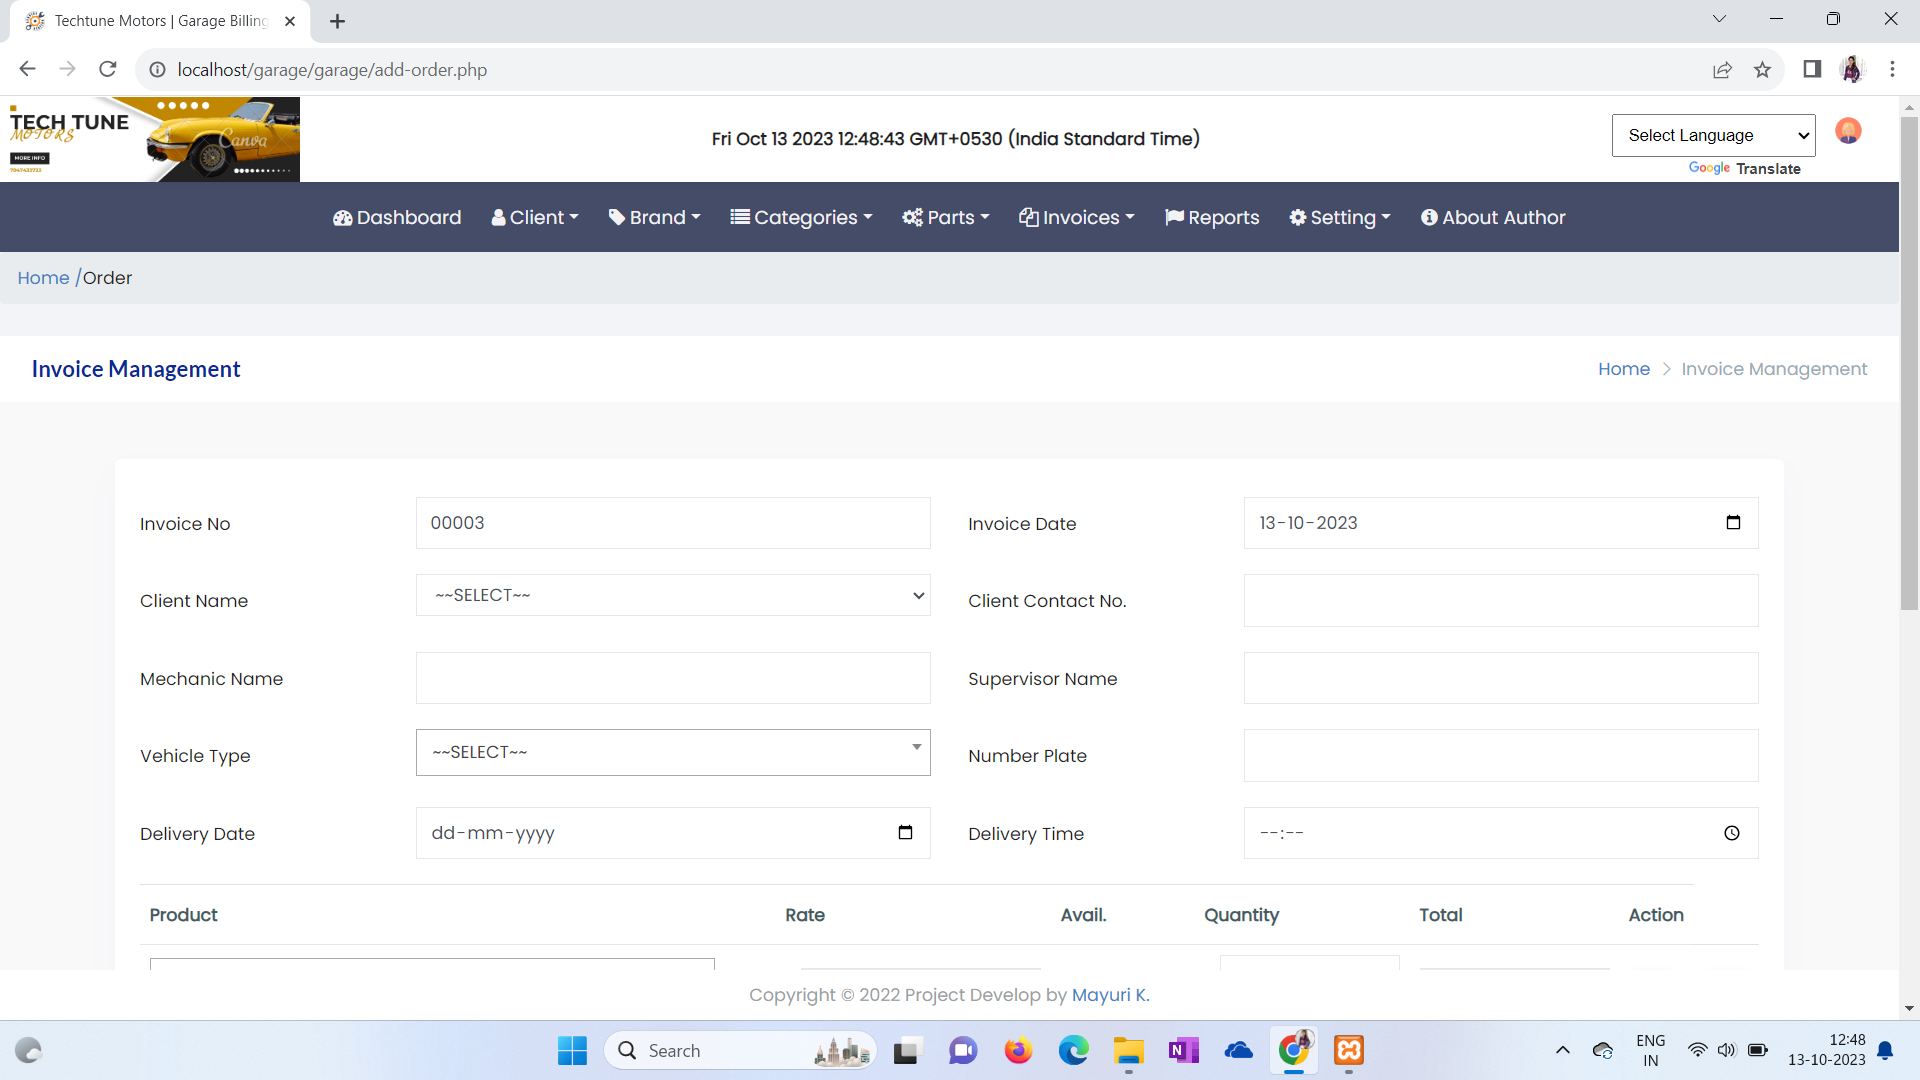 Techtune Motors | Garage Billing
localhost/garage/garage/add-order.php
TECH TUNE
MOTORS
MORE INFO
Canva
Fri Oct 13 2023 12:48:43 GMT+0530 (India Standard Time)
Select Language
Google Translate
Dashboard Client Brand Categories Parts Invoices Reports Setting About Author
Home /Order
Invoice Management
Home > Invoice Management
Invoice No 00003 Invoice Date 13-10-2023
Client Name ~~SELECT~~ Client Contact No.
Mechanic Name Supervisor Name
Vehicle Type ~~SELECT~~ Number Plate
Delivery Date dd-mm-yyyy Delivery Time --:--
Product Rate Avail. Quantity Total Action
Copyright © 2022 Project Develop by Mayuri K.
Search
N
ENG
IN
12:48
13-10-2023